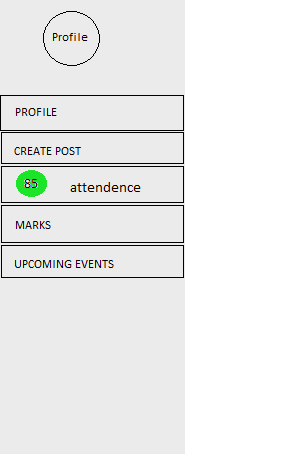 Profile
PROFILE
CREATE POST
85 attendence
MARKS
UPCOMING EVENTS